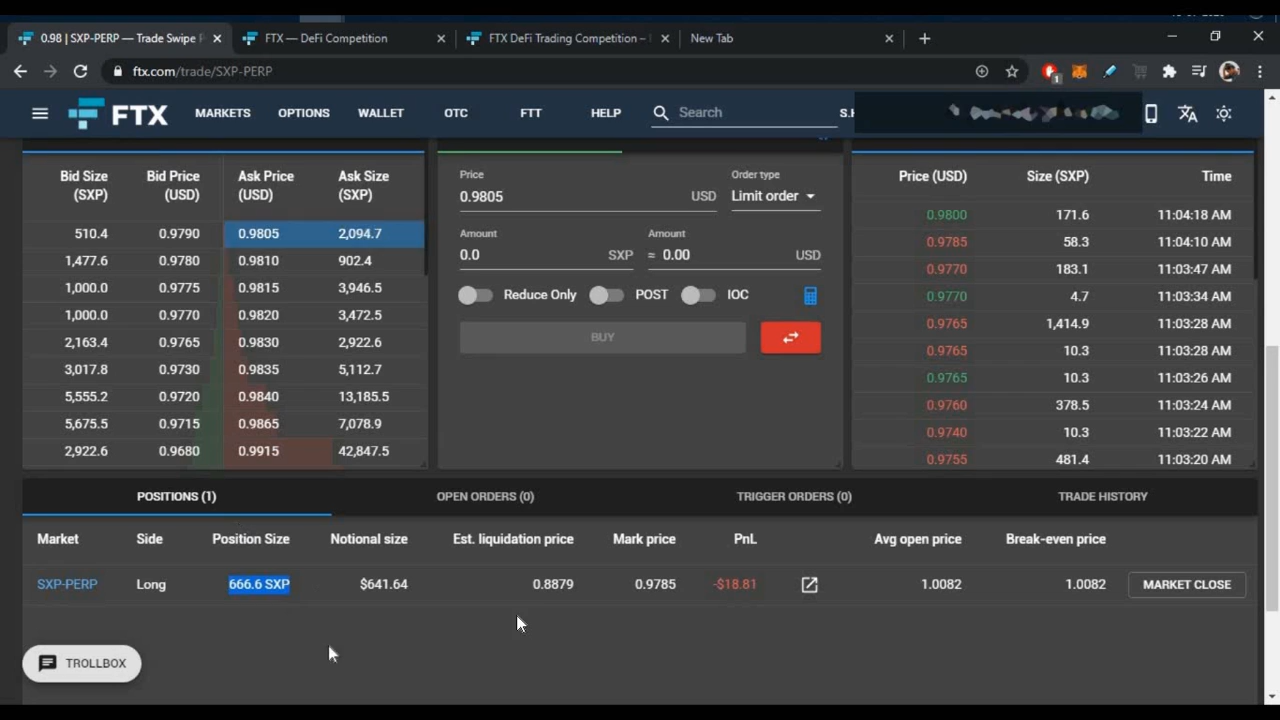 0.98 | SXP-PERP — Trade Swipe P
FTX — DeFi Competition
FTX DeFi Trading Competition –
New Tab
ftx.com/trade/SXP-PERP
1
FTX
MARKETS
OPTIONS
WALLET
OTC
FTT
HELP
Search
S.H
Bid Size (SXP) Bid Price (USD) Ask Price (USD) Ask Size (SXP)
510.4 0.9790 0.9805 2,094.7
1,477.6 0.9780 0.9810 902.4
1,000.0 0.9775 0.9815 3,946.5
1,000.0 0.9770 0.9820 3,472.5
2,163.4 0.9765 0.9830 2,922.6
3,017.8 0.9730 0.9835 5,112.7
5,555.2 0.9720 0.9840 13,185.5
5,675.5 0.9715 0.9865 7,078.9
2,922.6 0.9680 0.9915 42,847.5
Price Order type
0.9805 USD Limit order
Amount Amount
0.0 SXP ≈ 0.00 USD
Reduce Only POST IOC
BUY
Price (USD) Size (SXP) Time
0.9800 171.6 11:04:18 AM
0.9785 58.3 11:04:10 AM
0.9770 183.1 11:03:47 AM
0.9770 4.7 11:03:34 AM
0.9765 1,414.9 11:03:28 AM
0.9765 10.3 11:03:28 AM
0.9765 10.3 11:03:26 AM
0.9760 378.5 11:03:24 AM
0.9740 10.3 11:03:22 AM
0.9755 481.4 11:03:20 AM
POSITIONS (1) OPEN ORDERS (0) TRIGGER ORDERS (0) TRADE HISTORY
Market Side Position Size Notional size Est. liquidation price Mark price PnL Avg open price Break-even price
SXP-PERP Long 666.6 SXP $641.64 0.8879 0.9785 -$18.81 1.0082 1.0082 MARKET CLOSE
TROLLBOX